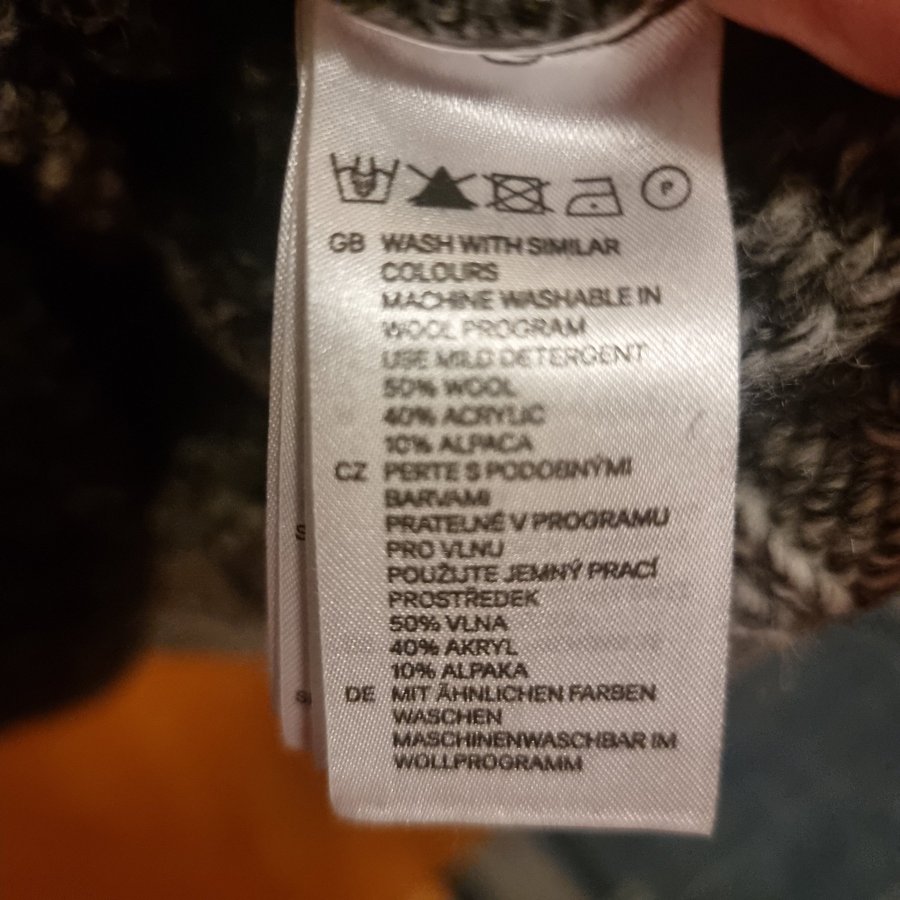 P
GB WASH WITH SIMILAR
COLOURS
MACHINE WASHABLE IN
WOOL PROGRAM
USE MILD DETERGENT
50% WOOL
40% ACRYLIC
10% ALPACA
CZ PERTE S PODOBNÝMI
BARVAMI
PRATELNÉ V PROGRAMU
PRO VLNU
POUŽIJTE JEMNÝ PRACÍ
PROSTŘEDEK
50% VLNA
40% AKRYL
10% ALPAKA
DE MIT ÄHNLICHEN FARBEN
WASCHEN
MASCHINENWASCHBAR IM
WOLLPROGRAMM